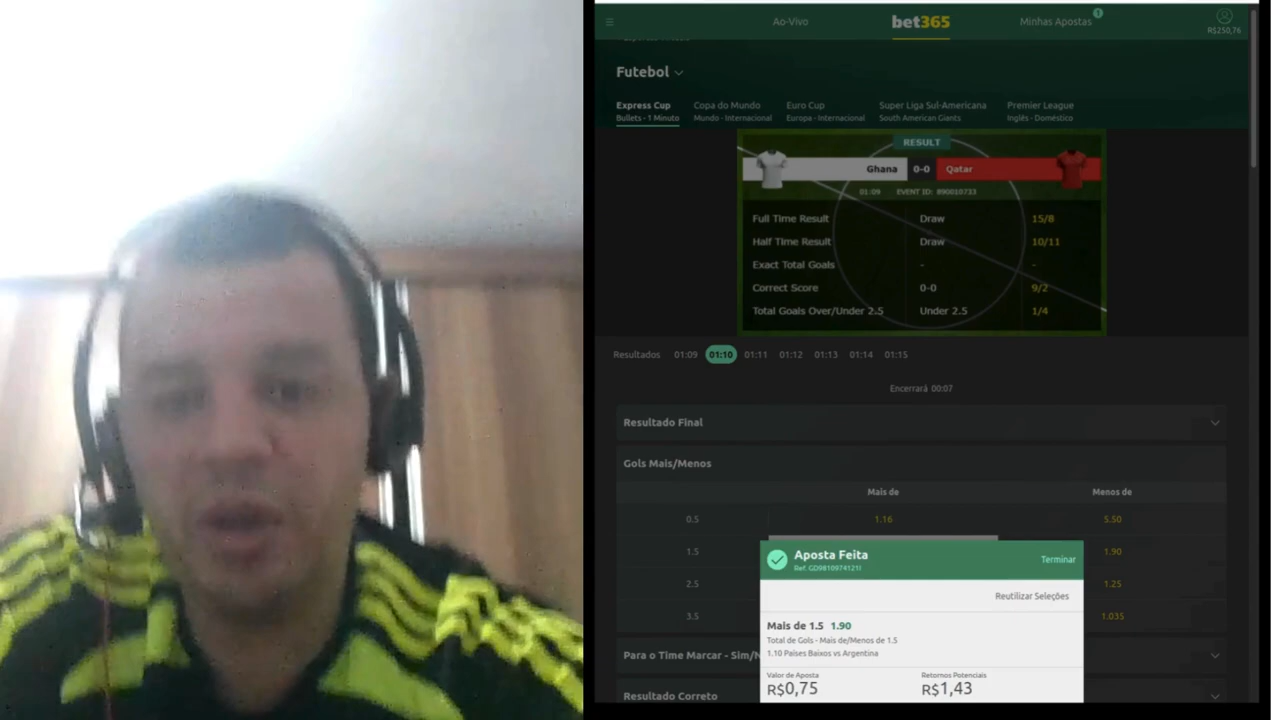 Ao-Vivo bet365 Minhas Apostas 1
R$250,76
Futebol
Express Cup Copa do Mundo Euro Cup Super Liga Sul-Americana Premier League
Bullets - 1 Minuto Mundo - Internacional Europa - Internacional South American Giants Inglês - Doméstico
RESULT
Ghana 0-0 Qatar
01:09 EVENT ID: 890010733
Full Time Result Draw 15/8
Half Time Result Draw 10/11
Exact Total Goals - -
Correct Score 0-0 9/2
Total Goals Over/Under 2.5 Under 2.5 1/4
Resultados 01:09 01:10 01:11 01:12 01:13 01:14 01:15
Encerrará 00:07
Resultado Final
Gols Mais/Menos
Mais de Menos de
0.5 1.16 5.50
1.5 1.90
2.5 1.25
3.5 1.035
Aposta Feita Terminar
Ref. GD9810974121I
Reutilizar Seleções
Mais de 1.5 1.90
Total de Gols - Mais de/Menos de 1.5
1.10 Países Baixos vs Argentina
Valor de Aposta Retornos Potenciais
R$0,75 R$1,43
Para o Time Marcar - Sim/N
Resultado Correto